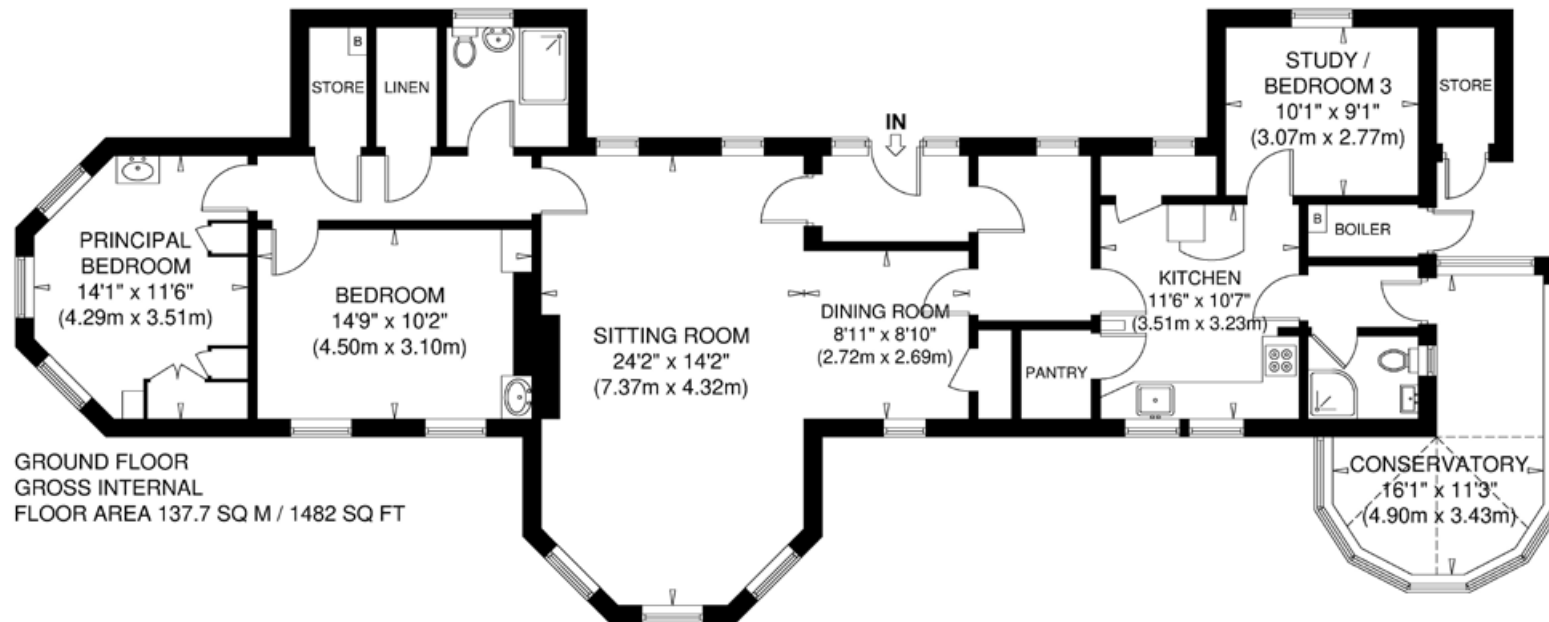 IN
B
STORE
LINEN
STUDY /
BEDROOM 3
10'1" x 9'1"
(3.07m x 2.77m)
STORE
PRINCIPAL
BEDROOM
14'1" x 11'6"
(4.29m x 3.51m)
BEDROOM
14'9" x 10'2"
(4.50m x 3.10m)
SITTING ROOM
24'2" x 14'2"
(7.37m x 4.32m)
DINING ROOM
8'11" x 8'10"
(2.72m x 2.69m)
PANTRY
KITCHEN
11'6" x 10'7"
(3.51m x 3.23m)
B
BOILER
CONSERVATORY
16'1" x 11'3"
(4.90m x 3.43m)
GROUND FLOOR
GROSS INTERNAL
FLOOR AREA 137.7 SQ M / 1482 SQ FT